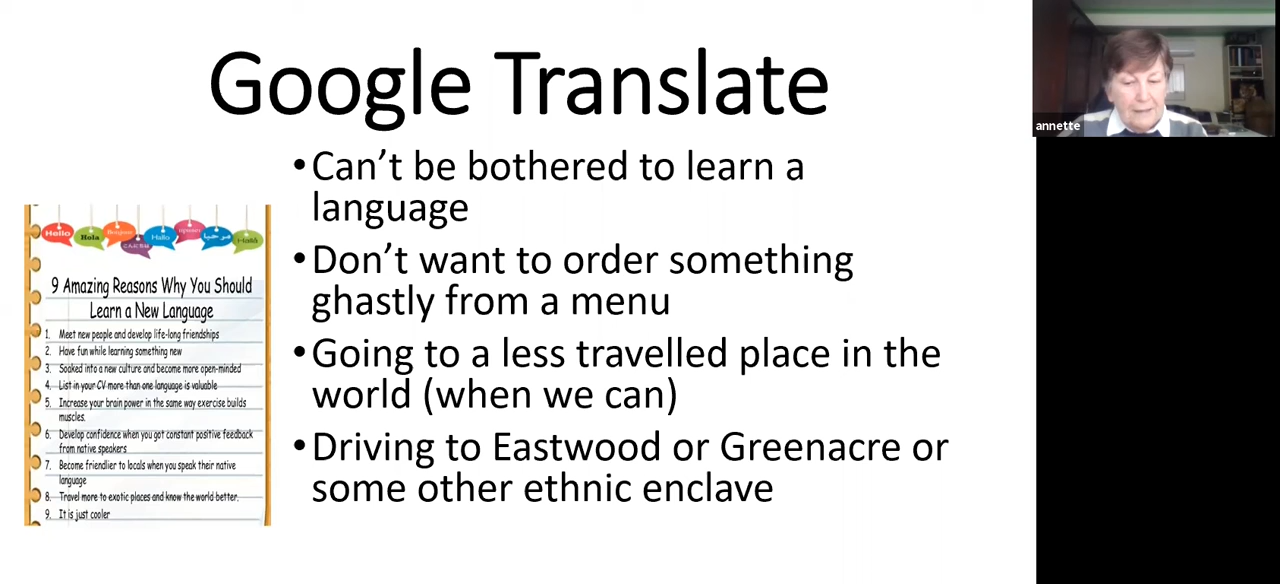 Google Translate
annette
• Can’t be bothered to learn a
language
• Don’t want to order something
ghastly from a menu
• Going to a less travelled place in the
world (when we can)
• Driving to Eastwood or Greenacre or
some other ethnic enclave
Hello
Hola
Bonjour
Hallo
مرحبا
9 Amazing Reasons Why You Should
Learn a New Language
1. Meet new people and develop life-long friendships
2. Have fun while learning something new
3. Soaked into a new culture and become more open-minded
4. List in your CV more than one language is valuable
5. Increase your brain power in the same way exercise builds
muscles.
6. Develop confidence when you got constant positive feedback
from native speakers
7. Become friendlier to locals when you speak their native
language
8. Travel more to exotic places and know the world better.
9. It is just cooler